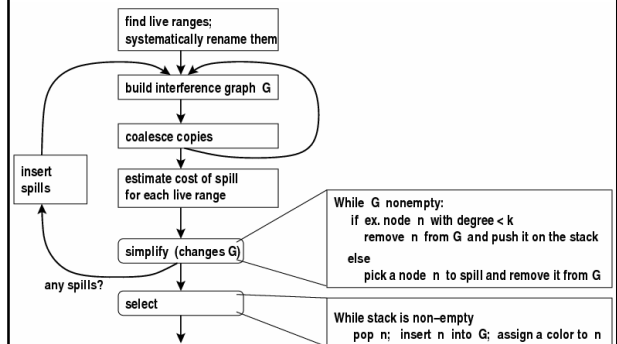 find live ranges;
systematically rename them
build interference graph G
coalesce copies
insert
spills
estimate cost of spill
for each live range
simplify (changes G)
any spills?
select
While G nonempty:
if ex. node n with degree < k
remove n from G and push it on the stack
else
pick a node n to spill and remove it from G
While stack is non–empty
pop n; insert n into G; assign a color to n